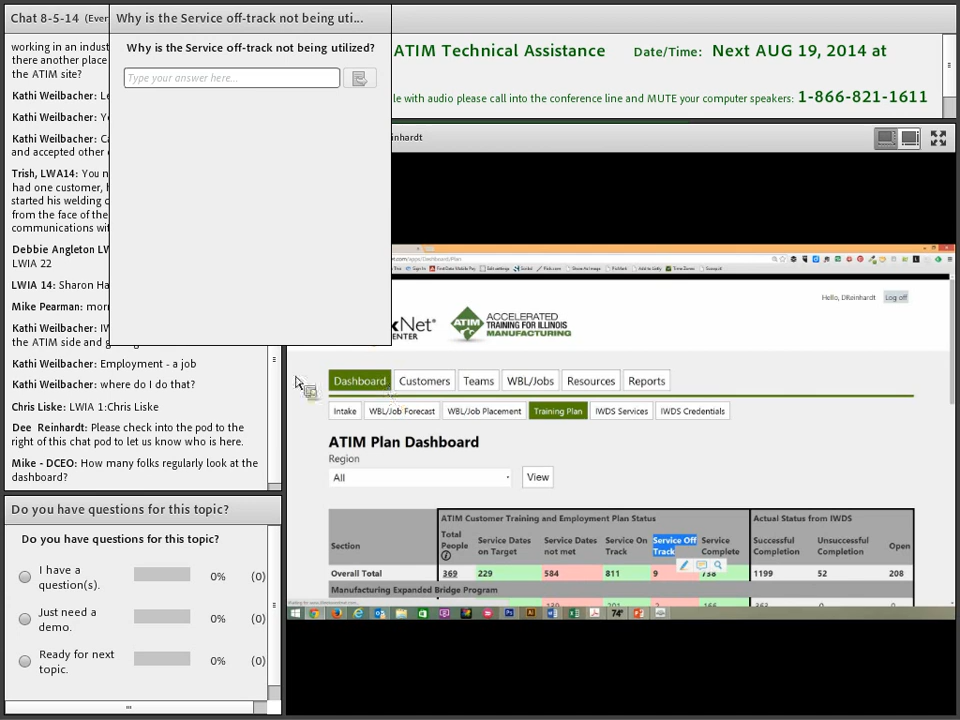 Chat 8-5-14 (Ever
working in an indust
there another place
the ATIM site?
Kathi Weilbacher: Le
Kathi Weilbacher: Yo
Kathi Weilbacher: Ca
and accepted other
Trish, LWA14: You n
had one customer, h
started his welding c
from the face of the
communications wit
Debbie Angleton LW
LWIA 22
LWIA 14: Sharon Ha
Mike Pearman: morn
Kathi Weilbacher: IW
the ATIM side and g
Kathi Weilbacher: Employment - a job
Kathi Weilbacher: where do I do that?
Chris Liske: LWIA 1:Chris Liske
Dee Reinhardt: Please check into the pod to the
right of this chat pod to let us know who is here.
Mike - DCEO: How many folks regularly look at the
dashboard?
Why is the Service off-track not being uti...
Why is the Service off-track not being utilized?
Type your answer here...
ATIM Technical Assistance Date/Time: Next AUG 19, 2014 at
le with audio please call into the conference line and MUTE your computer speakers: 1-866-821-1611
inhardt
Hello, DReinhardt Log off
kNet
CENTER
ATIM
ACCELERATED
TRAINING FOR ILLINOIS
MANUFACTURING
Dashboard Customers Teams WBL/Jobs Resources Reports
Intake WBL/Job Forecast WBL/Job Placement Training Plan IWDS Services IWDS Credentials
ATIM Plan Dashboard
Region
All View
ATIM Customer Training and Employment Plan Status Actual Status from IWDS
Section Total People Service Dates on Target Service Dates not met Service On Track Service Off Track Service Complete Successful Completion Unsuccessful Completion Open
Overall Total 369 229 584 811 9 738 1199 52 208
Manufacturing Expanded Bridge Program
74°
Do you have questions for this topic?
Do you have questions for this topic?
I have a
question(s). 0% (0)
Just need a
demo. 0% (0)
Ready for next
topic. 0% (0)